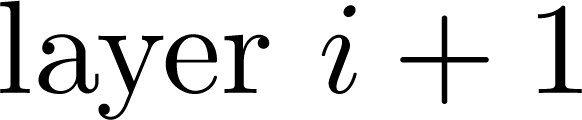 layer i + 1